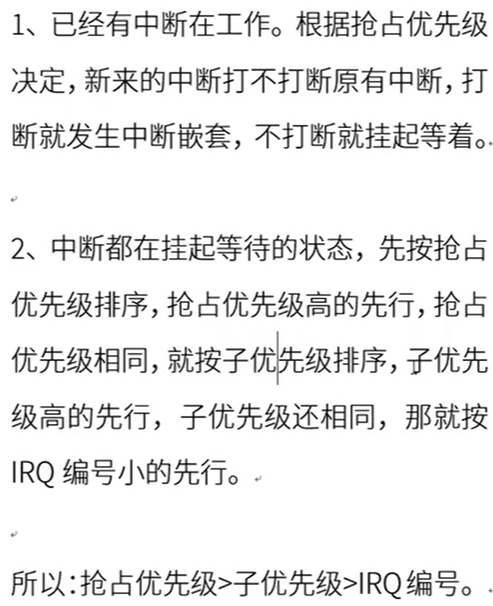 1、已经有中断在工作。根据抢占优先级
决定，新来的中断打不打断原有中断，打
断就发生中断嵌套，不打断就挂起等着。
2、中断都在挂起等待的状态，先按抢占
优先级排序，抢占优先级高的先行，抢占
优先级相同，就按子优先级排序，子优先
级高的先行，子优先级还相同，那就按
IRQ 编号小的先行。
所以：抢占优先级>子优先级>IRQ编号。